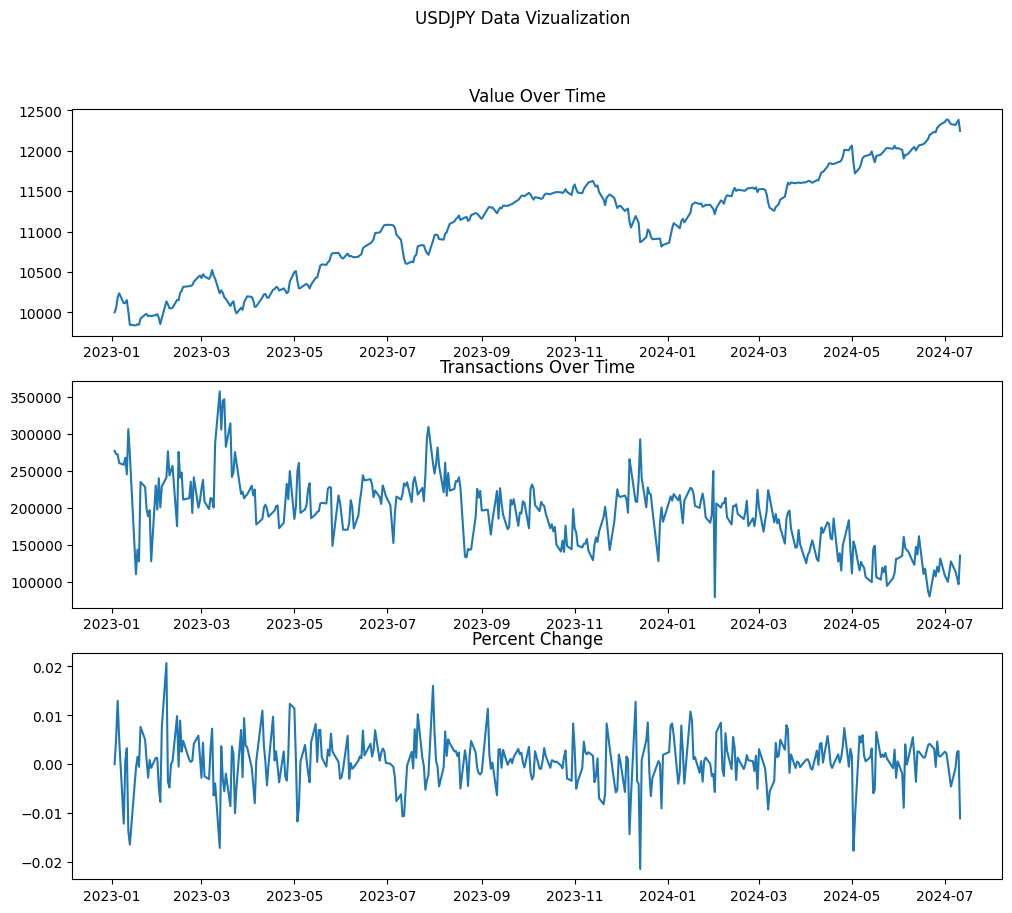 USDJPY Data Vizualization
Value Over Time
12500
12000
11500
11000
10500
10000
2023-01 2023-03 2023-05 2023-07 2023-09 2023-11 2024-01 2024-03 2024-05 2024-07
Transactions Over Time
350000
300000
250000
200000
150000
100000
2023-01 2023-03 2023-05 2023-07 2023-09 2023-11 2024-01 2024-03 2024-05 2024-07
Percent Change
0.02
0.01
0.00
−0.01
−0.02
2023-01 2023-03 2023-05 2023-07 2023-09 2023-11 2024-01 2024-03 2024-05 2024-07